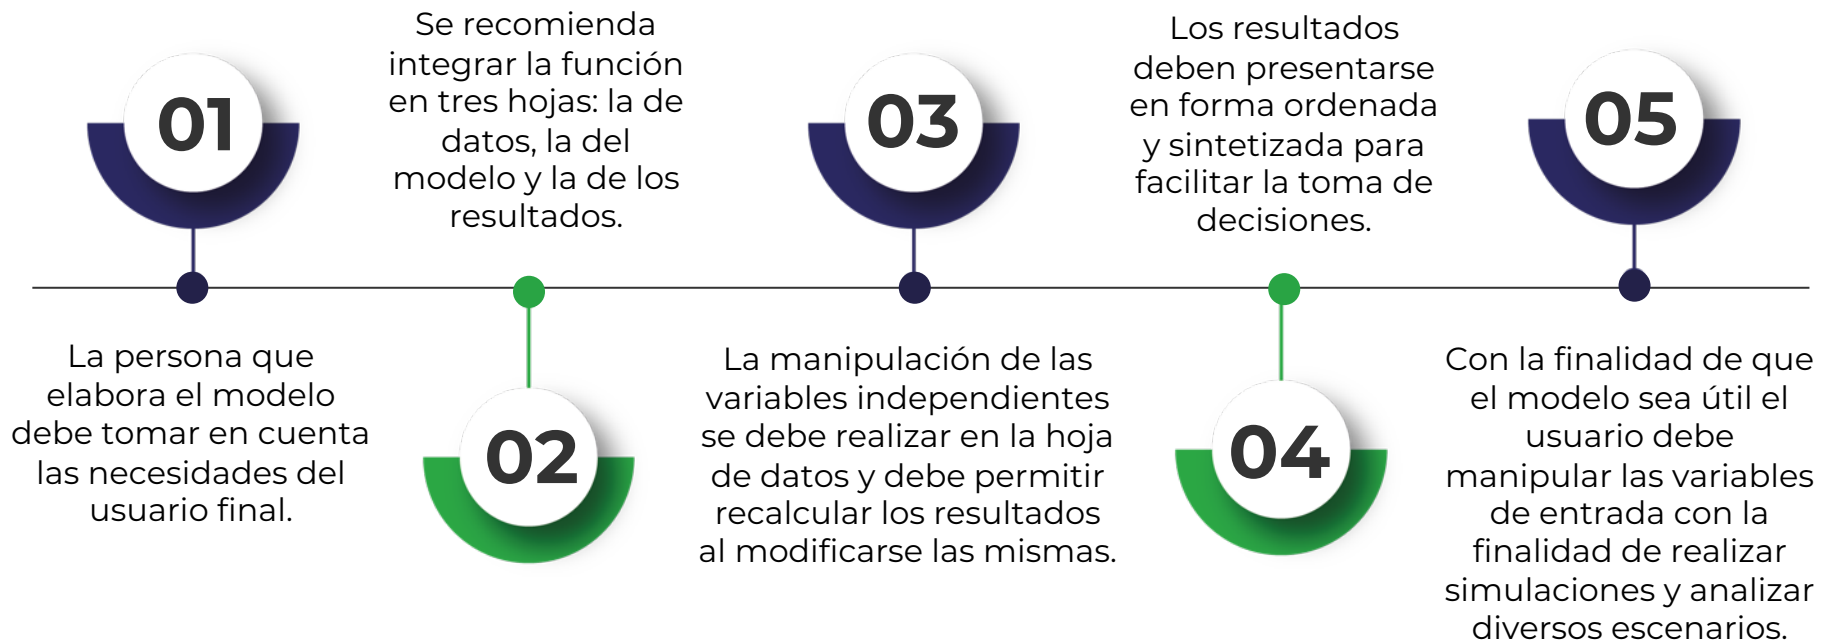 01
La persona que
elabora el modelo
debe tomar en cuenta
las necesidades del
usuario final.
Se recomienda
integrar la función
en tres hojas: la de
datos, la del
modelo y la de los
resultados.
02
03
La manipulación de las
variables independientes
se debe realizar en la hoja
de datos y debe permitir
recalcular los resultados
al modificarse las mismas.
Los resultados
deben presentarse
en forma ordenada
y sintetizada para
facilitar la toma de
decisiones.
04
05
Con la finalidad de que
el modelo sea útil el
usuario debe
manipular las variables
de entrada con la
finalidad de realizar
simulaciones y analizar
diversos escenarios.